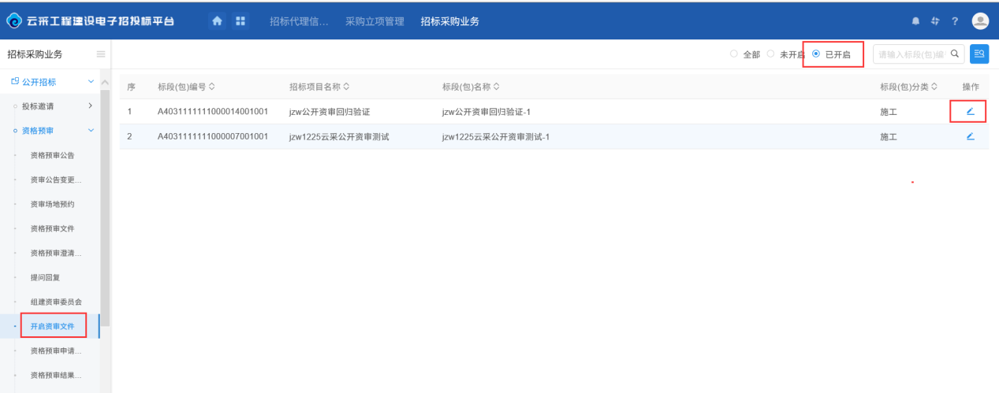 云采工程建设电子招投标平台
招标代理信... 采购立项管理 招标采购业务
?
招标采购业务
全部 未开启 已开启 请输入标段(包)编
公开招标
投标邀请
资格预审
资格预审公告
资审公告变更...
资审场地预约
资格预审文件
资格预审澄清...
提问回复
组建资审委员会
开启资审文件
资格预审申请...
资格预审结果...
序 标段(包)编号 招标项目名称 标段(包)名称 标段(包)分类 操作
1 A4031111111000014001001 jzw公开资审回归验证 jzw公开资审回归验证-1 施工
2 A4031111111000007001001 jzw1225云采公开资审测试 jzw1225云采公开资审测试-1 施工